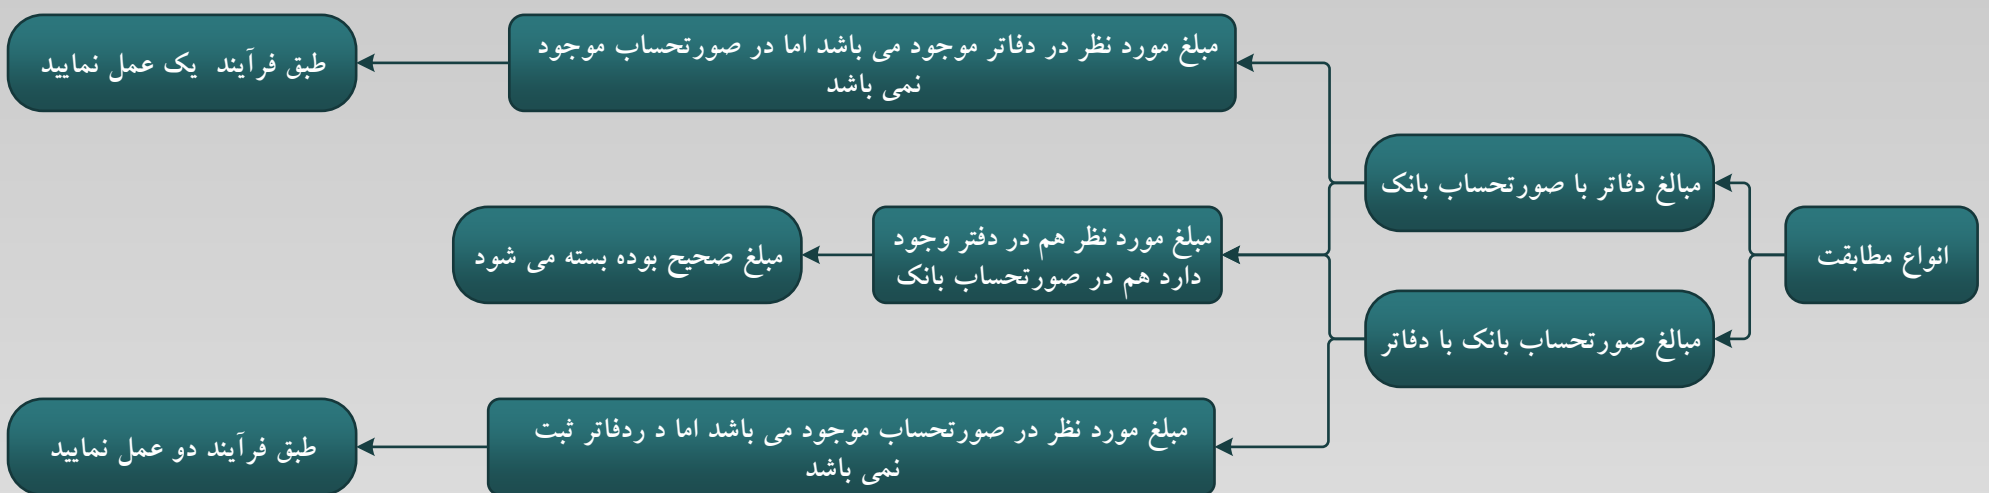 انواع مطابقت
مبالغ دفاتر با صورتحساب بانک
مبلغ مورد نظر در دفاتر موجود می باشد اما در صورتحساب موجود
نمی باشد
طبق فرآیند یک عمل نمایید
مبلغ مورد نظر هم در دفتر وجود
دارد هم در صورتحساب بانک
مبلغ صحیح بوده بسته می شود
مبالغ صورتحساب بانک با دفاتر
مبلغ مورد نظر در صورتحساب موجود می باشد اما د ردفاتر ثبت
نمی باشد
طبق فرآیند دو عمل نمایید